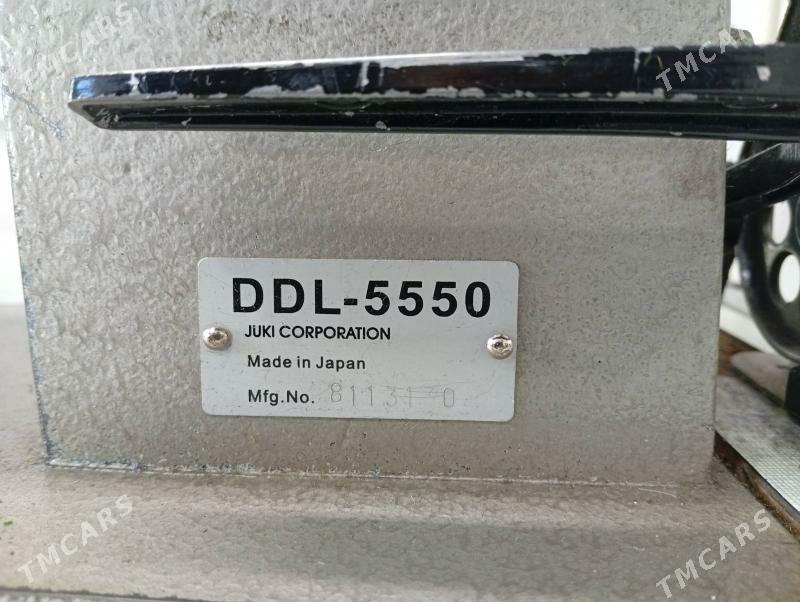 TMCARS
TMCARS
DDL-5550
JUKI CORPORATION
Made in Japan
Mfg.No.
TMCARS
TMCARS